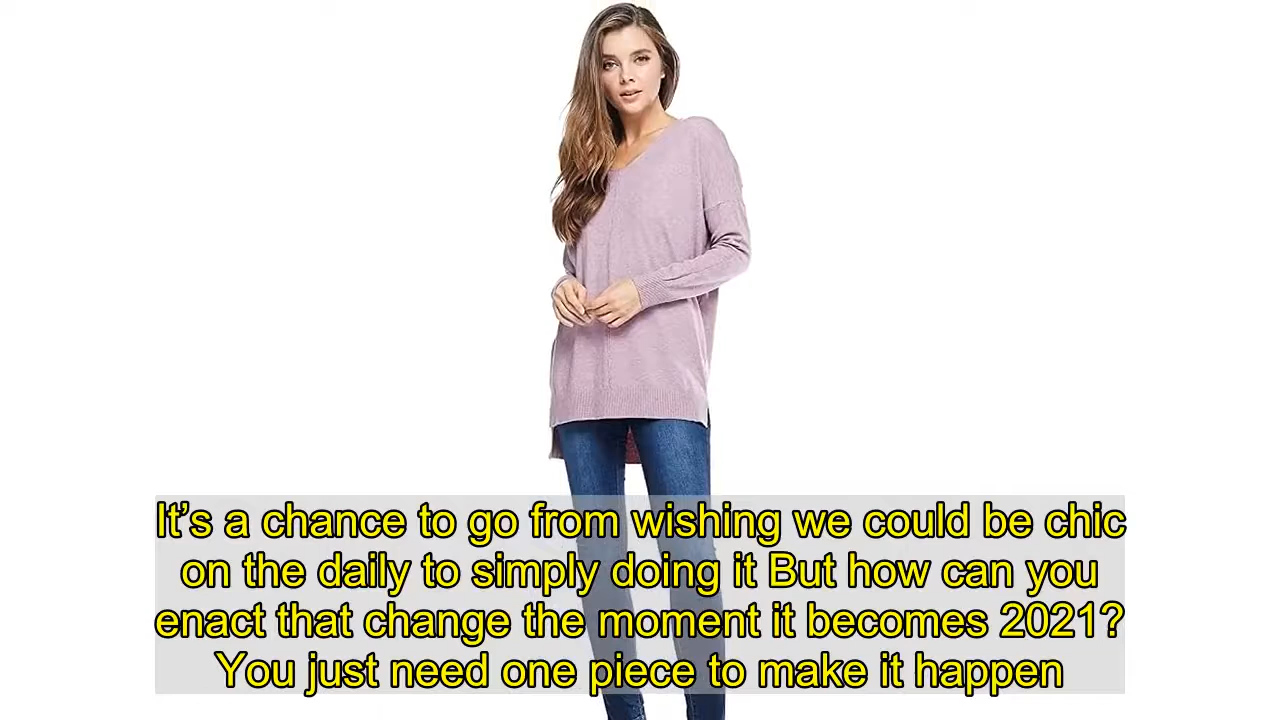 It’s a chance to go from wishing we could be chic
on the daily to simply doing it But how can you
enact that change the moment it becomes 2021?
You just need one piece to make it happen